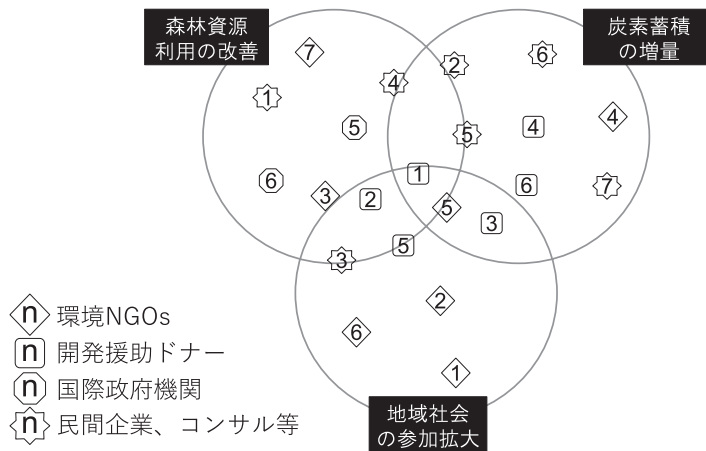 森林資源
利用の改善
炭素蓄積
の増量
7
2
6
4
1
5
5
4
4
6
3
2
1
5
6
7
3
5
3
2
6
1
n 環境NGOs
n 開発援助ドナー
n 国際政府機関
n 民間企業、コンサル等
地域社会
の参加拡大